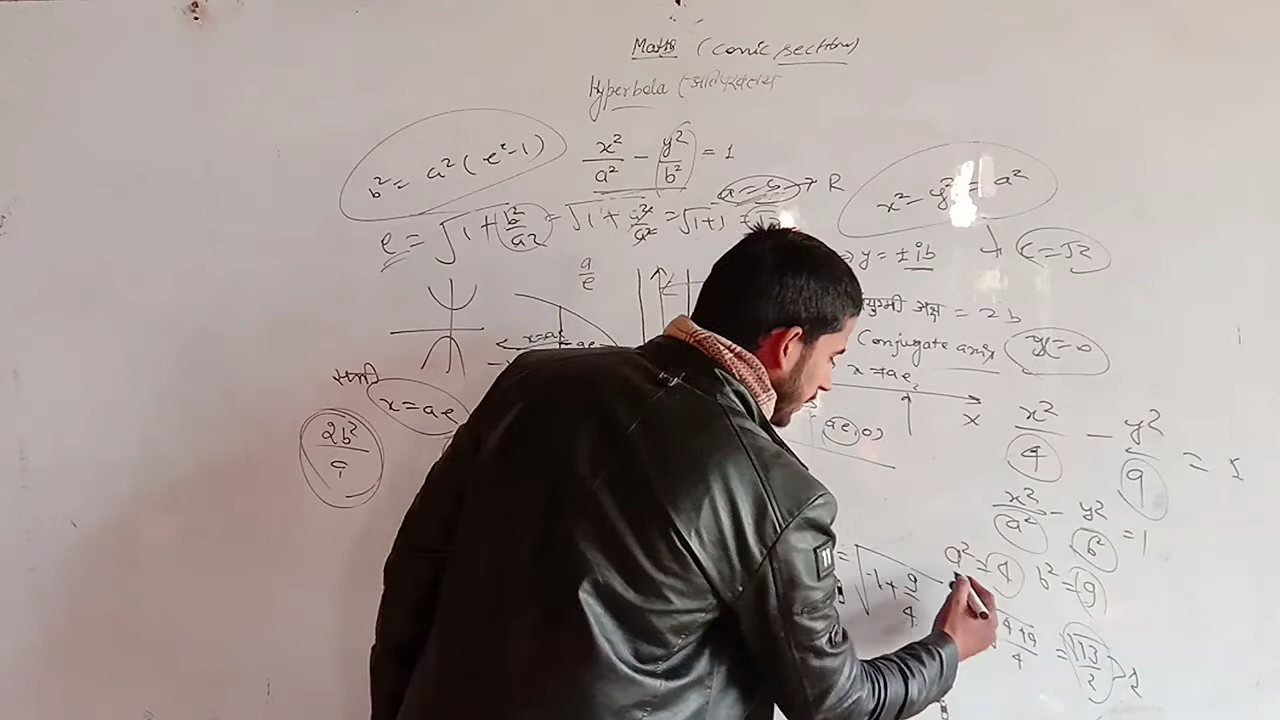 Maths (conic section)
Hyperbola (अतिपरवलय
b² = a² (e²-1)
x²/a² - y²/b² = 1
a = b → R
x² - y² = a²
e = √1 + b²/a² = √1 + a²/a² = √1+1 = √2
⇒ y = ± ib
e = √2
a/e
अक्ष = 2b
Conjugate axis
y = 0
x = ae
x = ae
2b²/a
x
x²/4 - y²/9 = 1
x²/a² - y²/b² = 1
a² = 4 b² = 9
= √1 + 9/4
√4+9/4 = √13/2